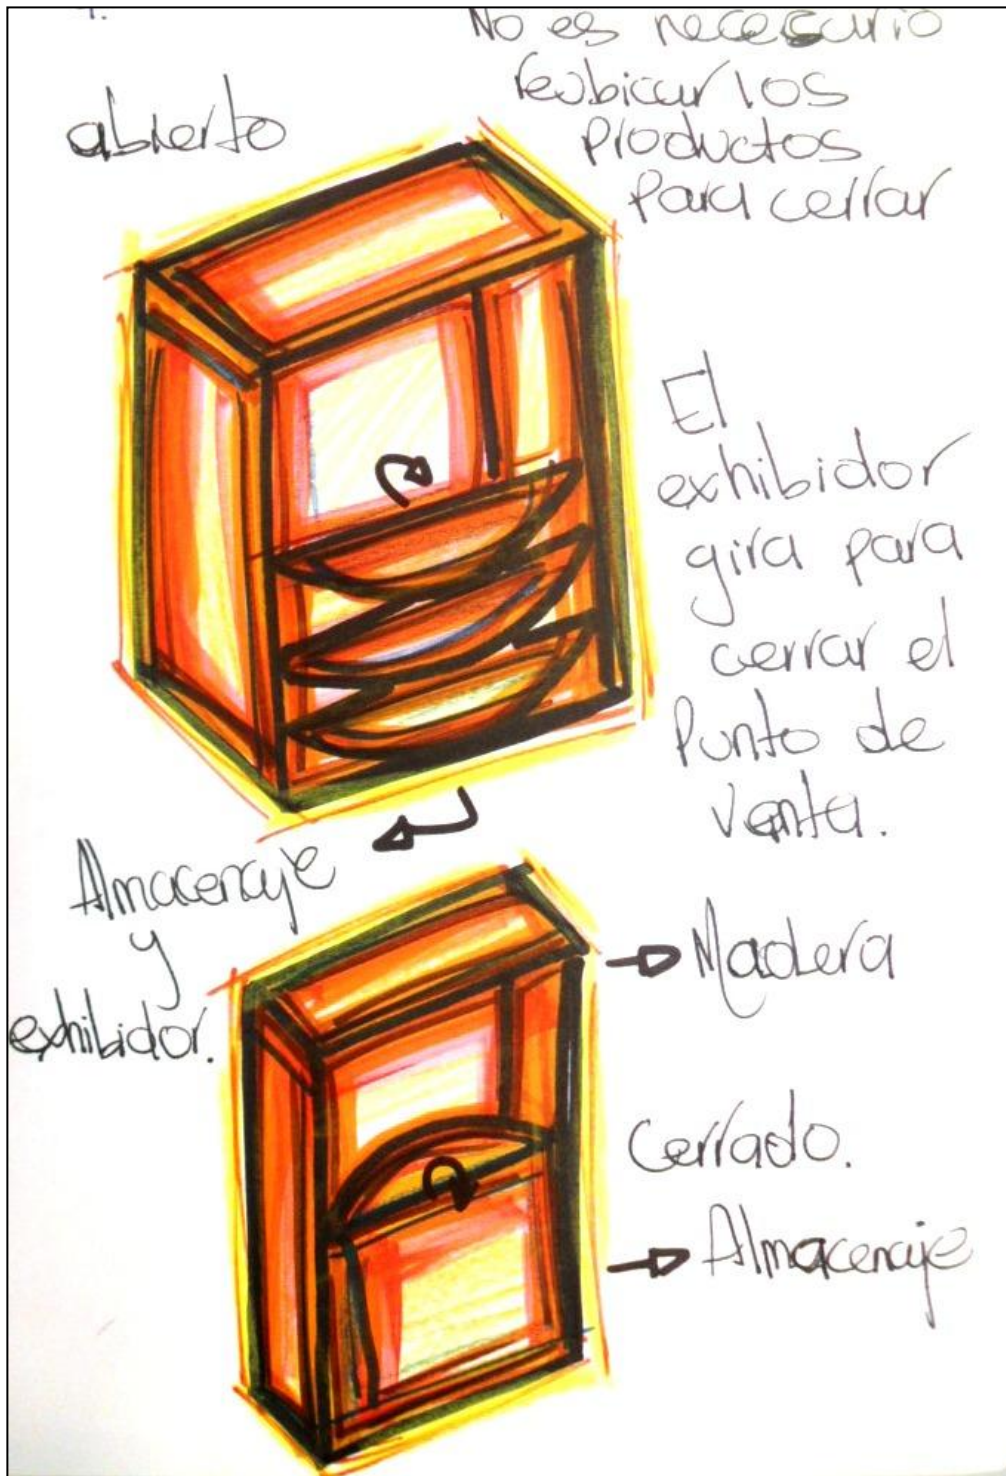 No es necesario
reubicar los
productos
para cerrar
abierto
El
exhibidor
gira para
cerrar el
Punto de
venta.
Almacenaje
y
exhibidor.
Madera
Cerrado.
Almacenaje